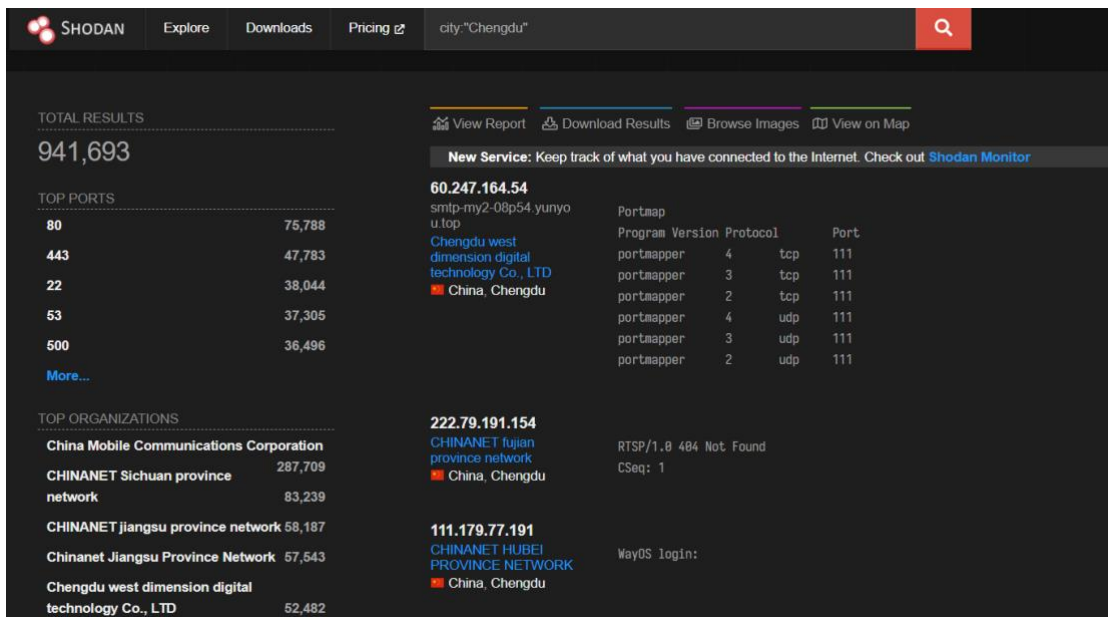 SHODAN Explore Downloads Pricing city:"Chengdu"
TOTAL RESULTS
941,693
TOP PORTS
80 75,788
443 47,783
22 38,044
53 37,305
500 36,496
More...
TOP ORGANIZATIONS
China Mobile Communications Corporation
287,709
CHINANET Sichuan province
network 83,239
CHINANET jiangsu province network 58,187
Chinanet Jiangsu Province Network 57,543
Chengdu west dimension digital
technology Co., LTD 52,482
View Report Download Results Browse Images View on Map
New Service: Keep track of what you have connected to the Internet. Check out Shodan Monitor
60.247.164.54
smtp-my2-08p54.yunyo
u.top
Chengdu west
dimension digital
technology Co., LTD
China, Chengdu
Portmap
Program Version Protocol Port
portmapper 4 tcp 111
portmapper 3 tcp 111
portmapper 2 tcp 111
portmapper 4 udp 111
portmapper 3 udp 111
portmapper 2 udp 111
222.79.191.154
CHINANET fujian
province network
China, Chengdu
RTSP/1.0 404 Not Found
CSeq: 1
111.179.77.191
CHINANET HUBEI
PROVINCE NETWORK
China, Chengdu
WayOS login: